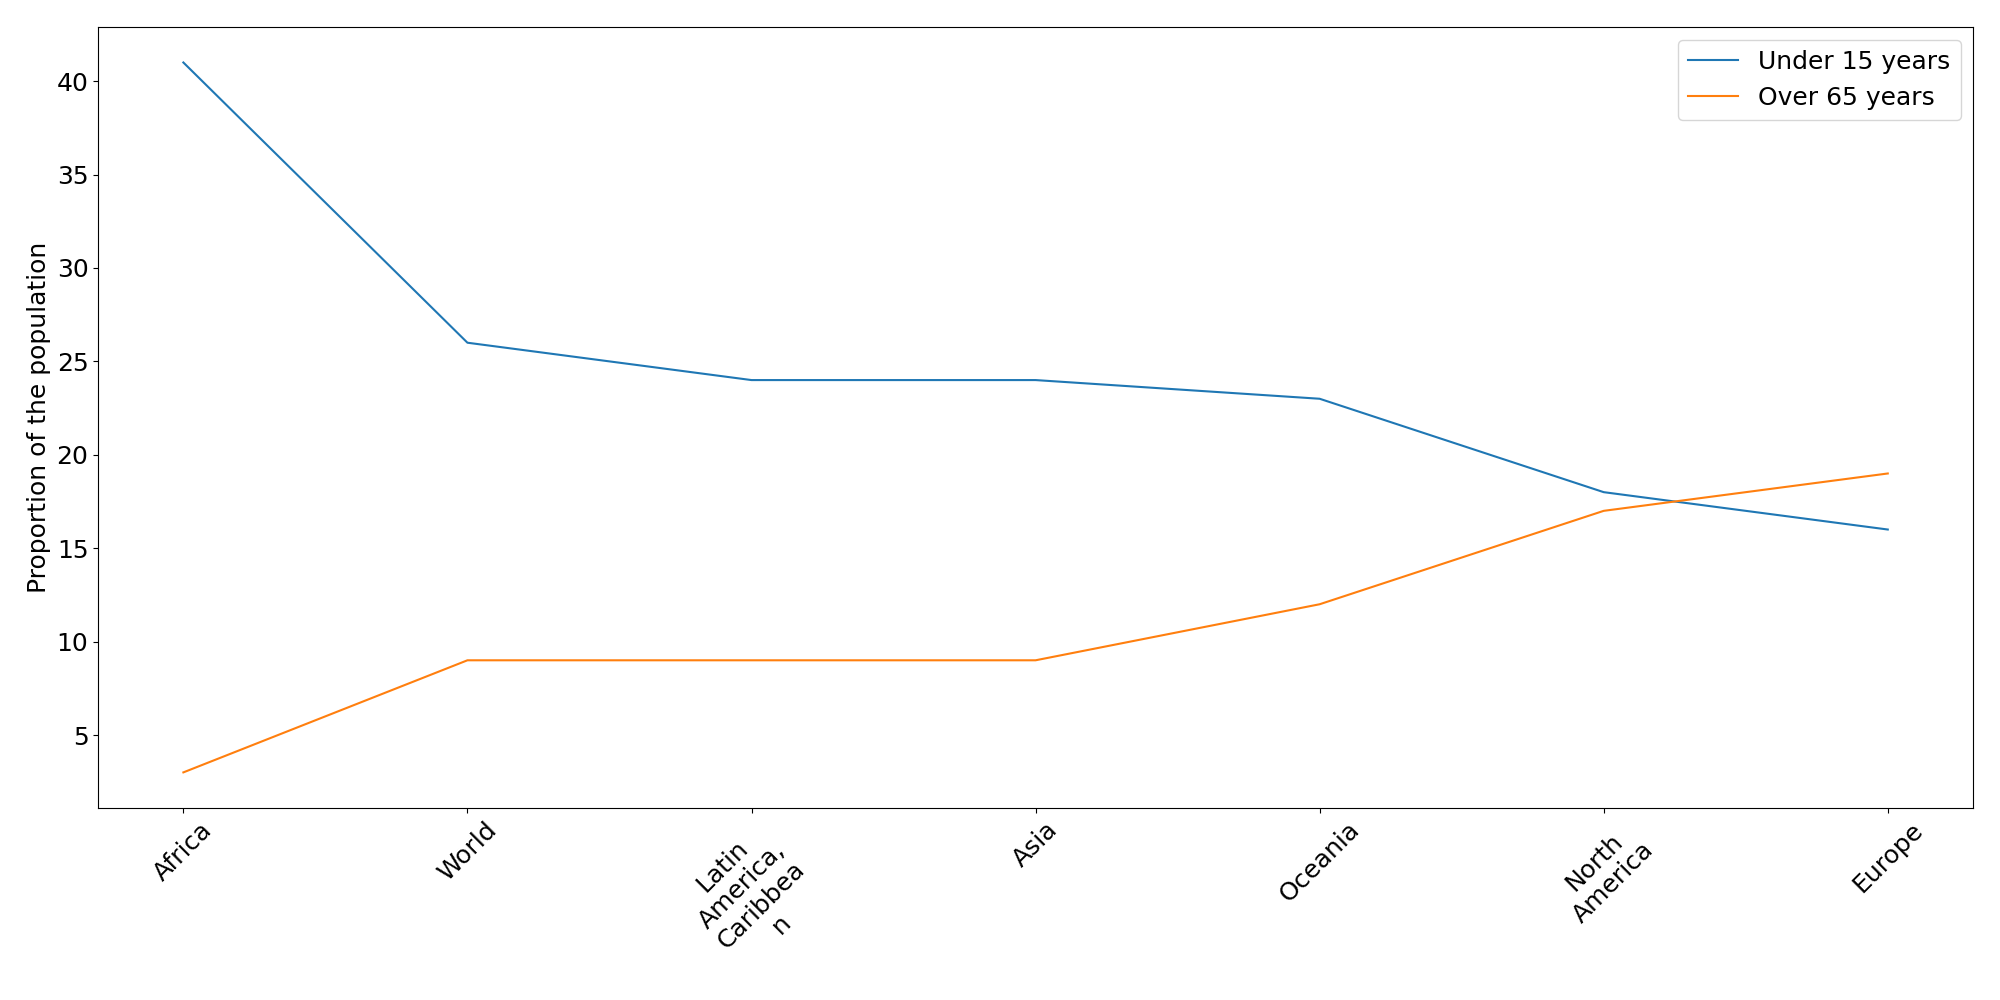 Under 15 years
Over 65 years
Proportion of the population
40
35
30
25
20
15
10
5
Africa
World
Latin
America,
Caribbea
n
Asia
Oceania
North
America
Europe